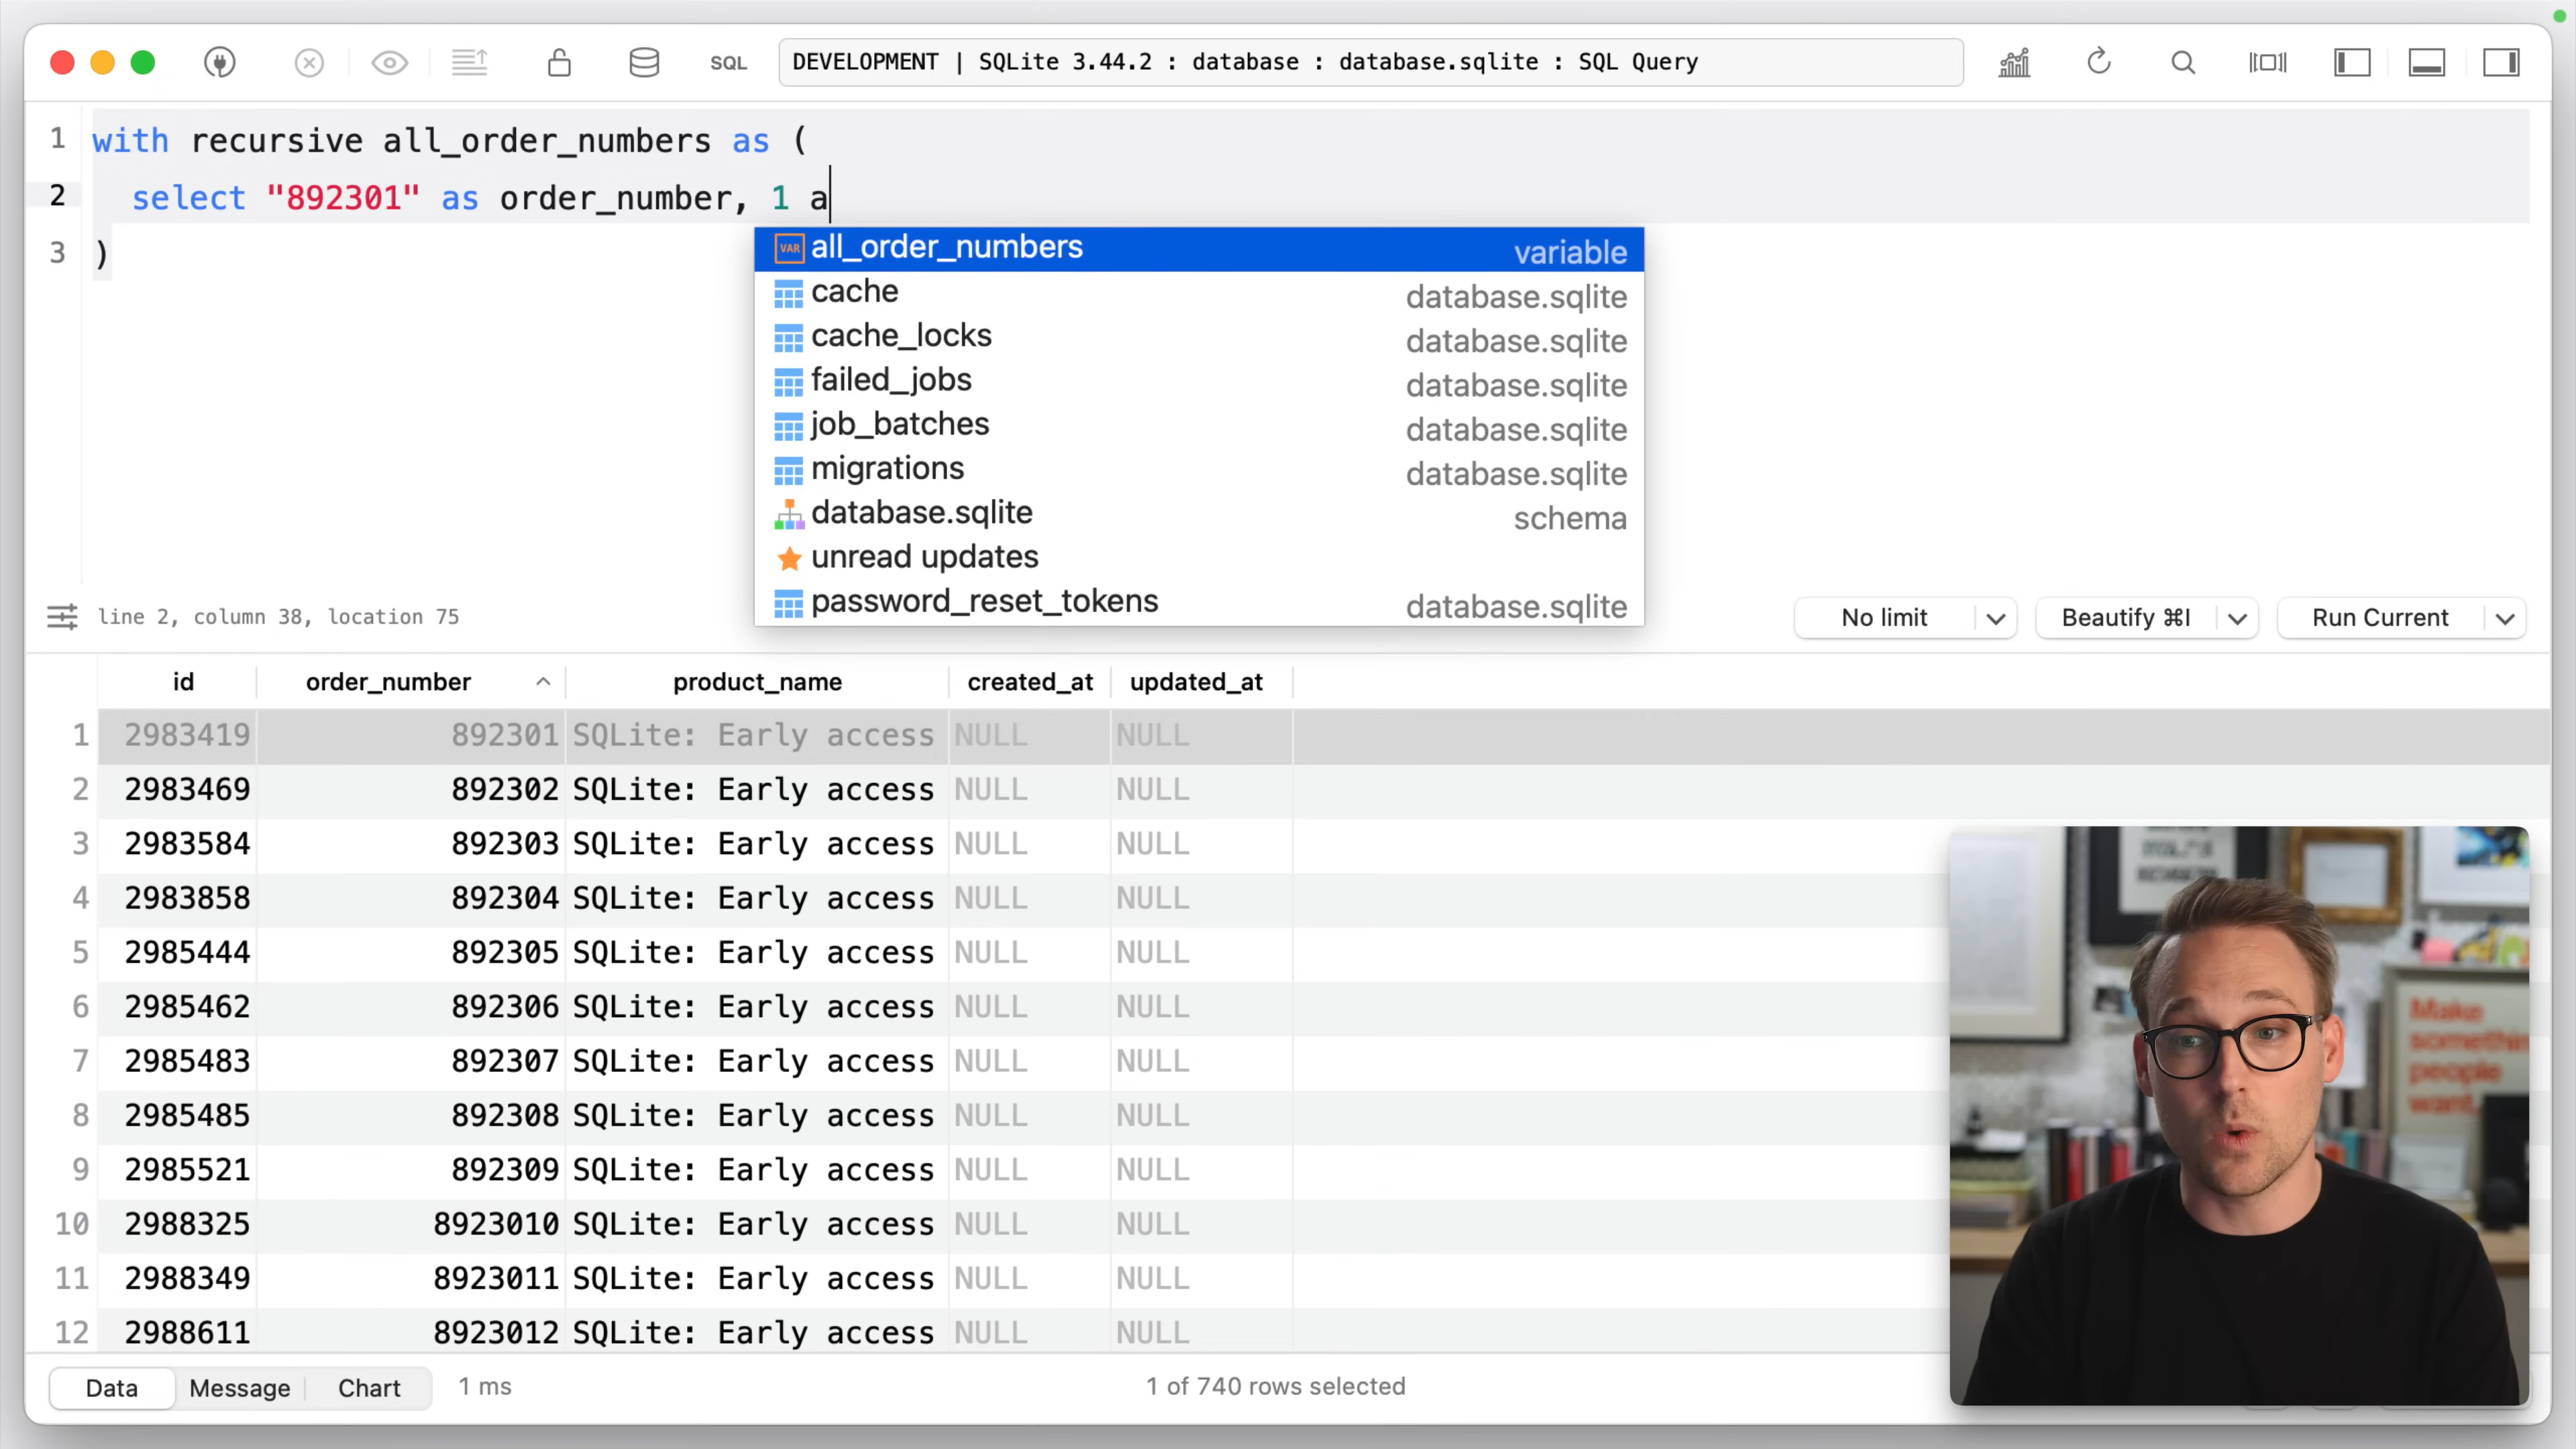 SQL
DEVELOPMENT | SQLite 3.44.2 : database : database.sqlite : SQL Query
1 with recursive all_order_numbers as (
2 select "892301" as order_number, 1 a
3 )
VAR all_order_numbers variable
cache database.sqlite
cache_locks database.sqlite
failed_jobs database.sqlite
job_batches database.sqlite
migrations database.sqlite
database.sqlite schema
unread updates
password_reset_tokens database.sqlite
line 2, column 38, location 75
No limit
Beautify ⌘I
Run Current
id order_number product_name created_at updated_at
1 2983419 892301 SQLite: Early access NULL NULL
2 2983469 892302 SQLite: Early access NULL NULL
3 2983584 892303 SQLite: Early access NULL NULL
4 2983858 892304 SQLite: Early access NULL NULL
5 2985444 892305 SQLite: Early access NULL NULL
6 2985462 892306 SQLite: Early access NULL NULL
7 2985483 892307 SQLite: Early access NULL NULL
8 2985485 892308 SQLite: Early access NULL NULL
9 2985521 892309 SQLite: Early access NULL NULL
10 2988325 8923010 SQLite: Early access NULL NULL
11 2988349 8923011 SQLite: Early access NULL NULL
12 2988611 8923012 SQLite: Early access NULL NULL
Make
somethin
people
want.
Data Message Chart 1 ms
1 of 740 rows selected